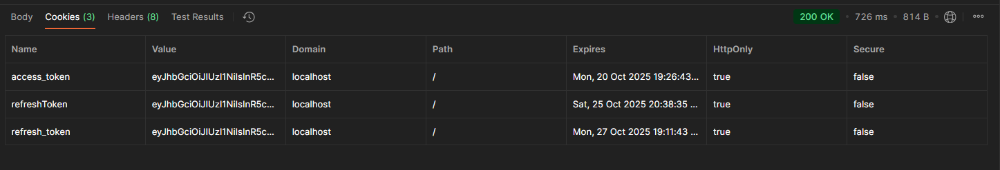 Body Cookies (3) Headers (8) Test Results 200 OK • 726 ms • 814 B
Name Value Domain Path Expires HttpOnly Secure
access_token eyJhbGciOiJIUzI1NiIsInR5c... localhost / Mon, 20 Oct 2025 19:26:43... true false
refreshToken eyJhbGciOiJIUzI1NiIsInR5c... localhost / Sat, 25 Oct 2025 20:38:35 ... true false
refresh_token eyJhbGciOiJIUzI1NiIsInR5c... localhost / Mon, 27 Oct 2025 19:11:43 ... true false